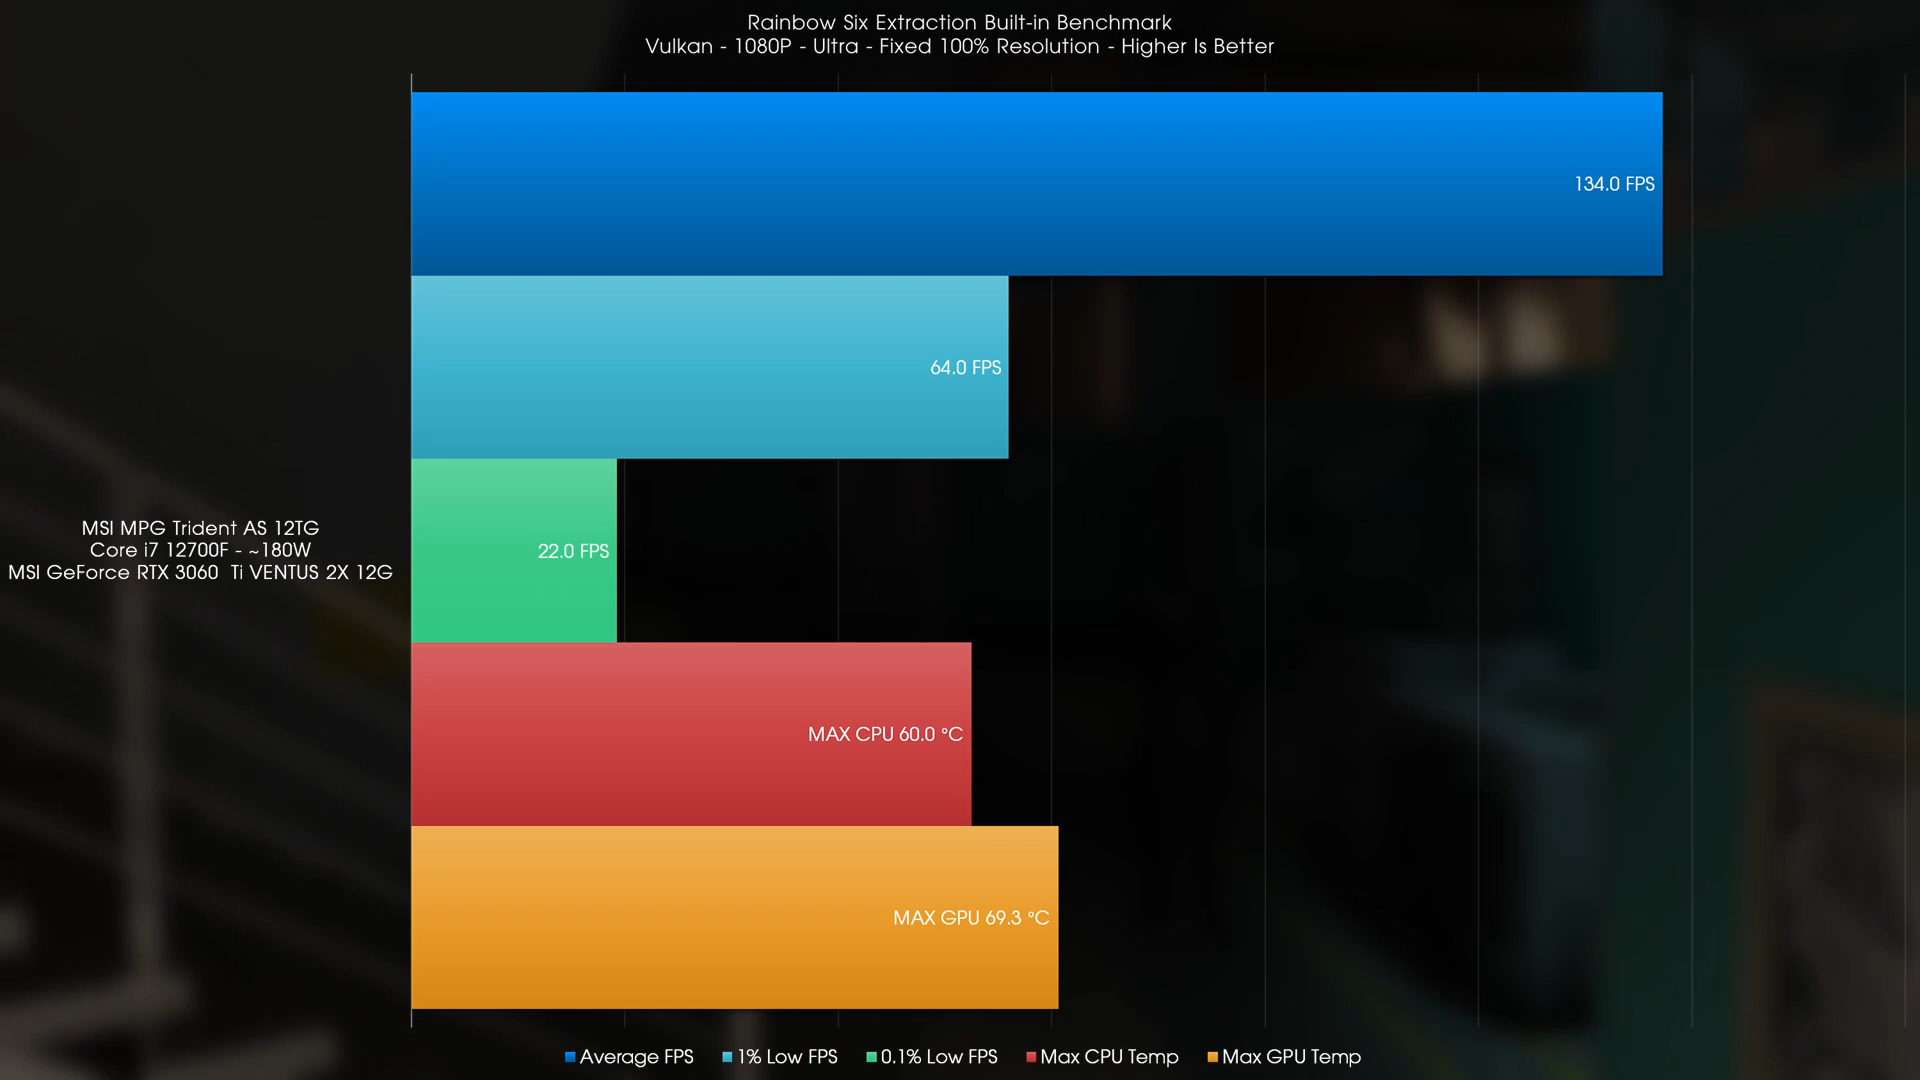 Rainbow Six Extraction Built-in Benchmark
Vulkan - 1080P - Ultra - Fixed 100% Resolution - Higher Is Better
134.0 FPS
64.0 FPS
22.0 FPS
MSI MPG Trident AS 12TG
Core i7 12700F - ~180W
MSI GeForce RTX 3060  Ti VENTUS 2X 12G
MAX CPU 60.0 °C
MAX GPU 69.3 °C
Average FPS 1% Low FPS 0.1% Low FPS Max CPU Temp Max GPU Temp